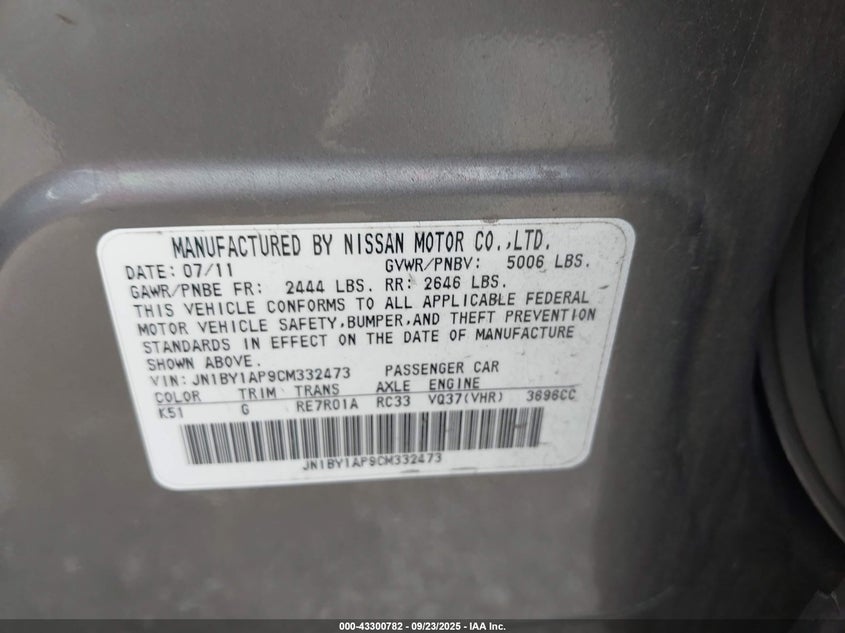 MANUFACTURED BY NISSAN MOTOR CO.,LTD.
DATE: 07/11 GVWR/PNBV: 5006 LBS.
GAWR/PNBE FR: 2444 LBS. RR: 2646 LBS.
THIS VEHICLE CONFORMS TO ALL APPLICABLE FEDERAL
MOTOR VEHICLE SAFETY,BUMPER,AND THEFT PREVENTION
STANDARDS IN EFFECT ON THE DATE OF MANUFACTURE
SHOWN ABOVE.
VIN: JN1BY1AP9CM332473 PASSENGER CAR
COLOR TRIM TRANS AXLE ENGINE
K51 G RE7R01A RC33 VQ37(VHR) 3696CC
JN1BY1AP9CM332473
000-43300782 - 09/23/2025 - IAA Inc.